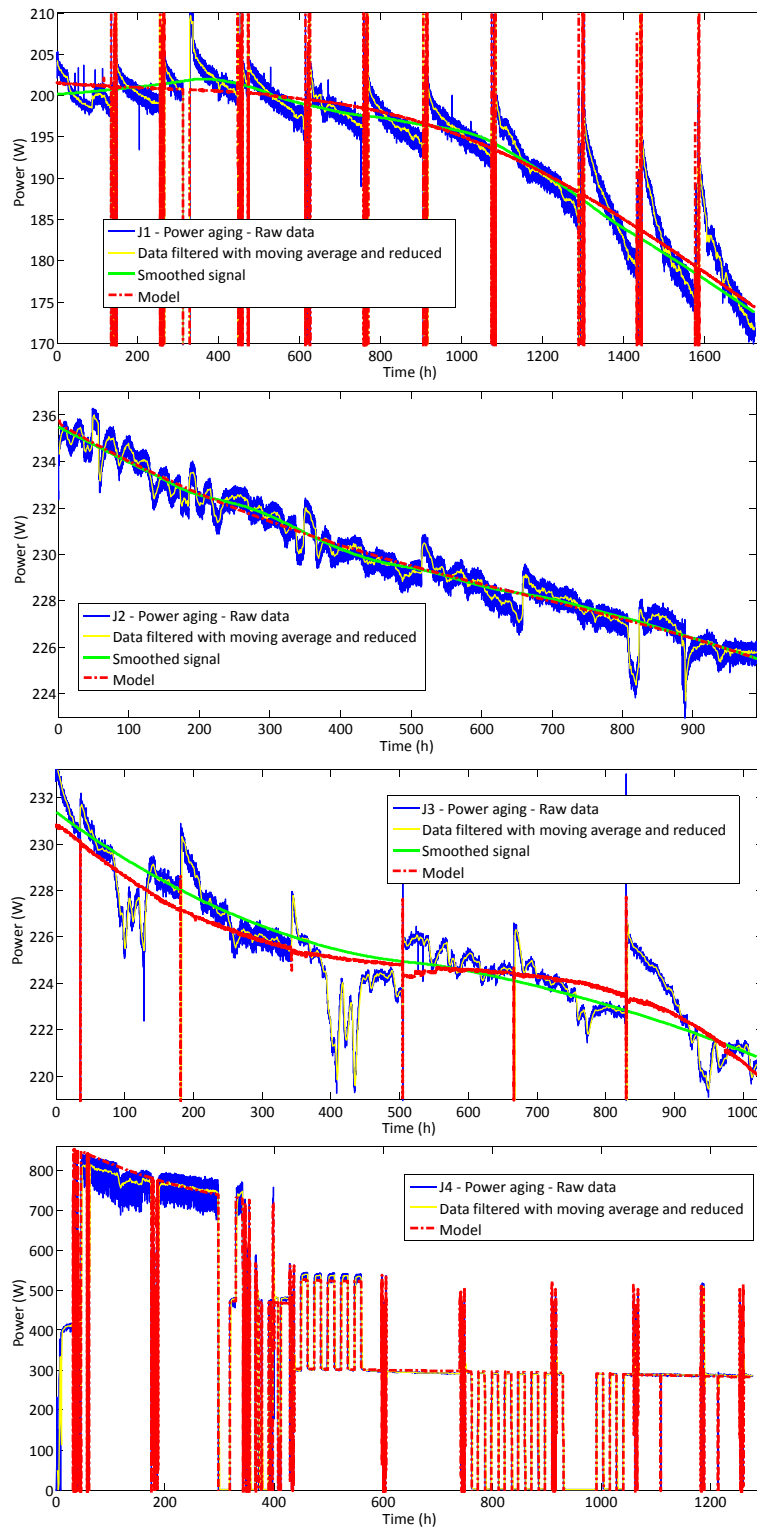 210
205
200
195
190
185
180
175
170
Power (W)
J1 - Power aging - Raw data
Data filtered with moving average and reduced
Smoothed signal
Model
0 200 400 600 800 1000 1200 1400 1600
Time (h)
236
234
232
230
228
226
224
Power (W)
J2 - Power aging - Raw data
Data filtered with moving average and reduced
Smoothed signal
Model
0 100 200 300 400 500 600 700 800 900
Time (h)
232
230
228
226
224
222
220
Power (W)
J3 - Power aging - Raw data
Data filtered with moving average and reduced
Smoothed signal
Model
0 100 200 300 400 500 600 700 800 900 1000
Time (h)
800
700
600
500
400
300
200
100
0
Power (W)
J4 - Power aging - Raw data
Data filtered with moving average and reduced
Model
0 200 400 600 800 1000 1200
Time (h)